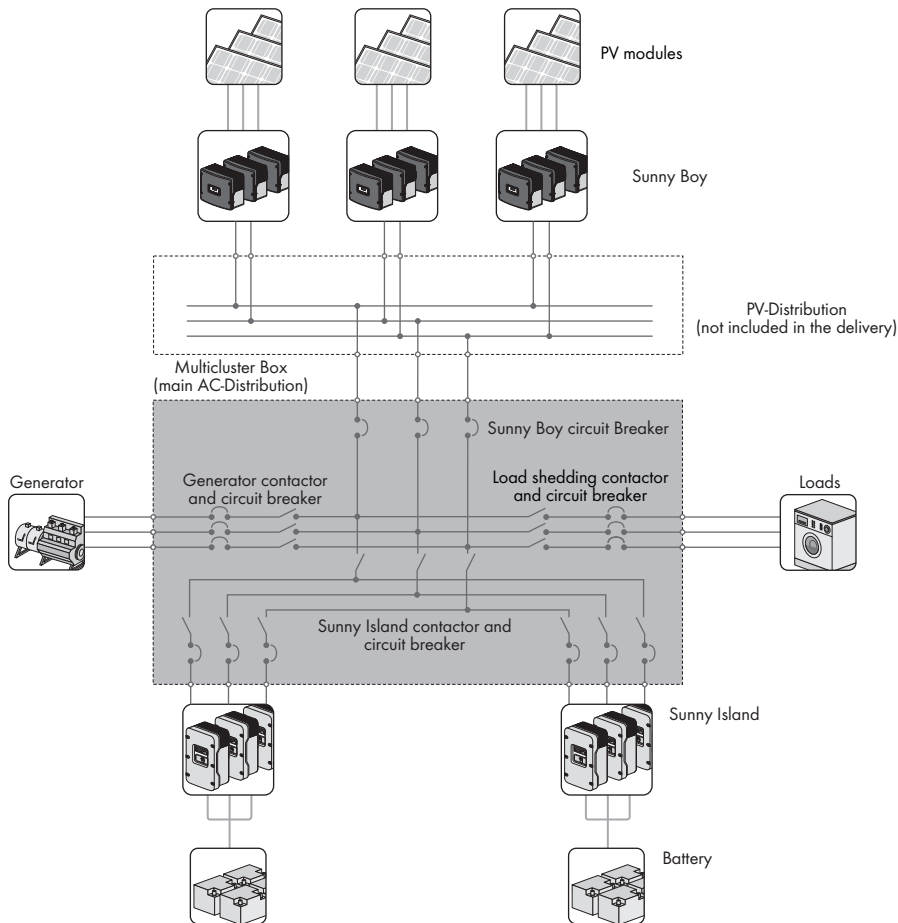 PV modules
Sunny Boy
PV-Distribution
(not included in the delivery)
Multicluster Box
(main AC-Distribution)
Sunny Boy circuit Breaker
Generator
Generator contactor
and circuit breaker
Load shedding contactor
and circuit breaker
Loads
Sunny Island contactor and
circuit breaker
Sunny Island
Battery